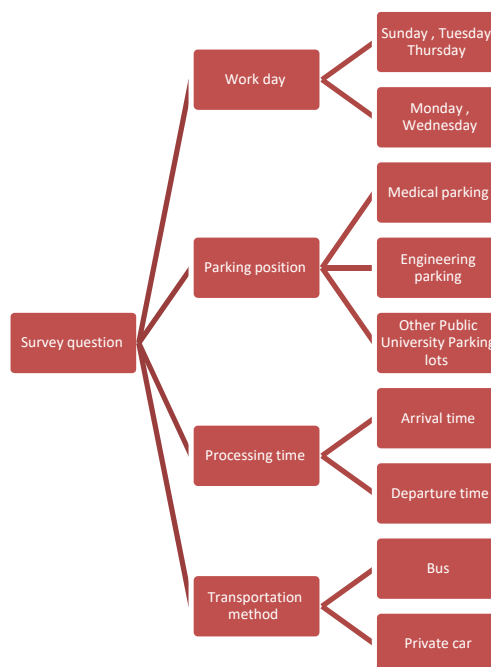 Sunday , Tuesday
Thursday
Work day
Monday ,
Wednesday
Medical parking
Parking position
Engineering
parking
Other Public
University Parking
lots
Survey question
Arrival time
Processing time
Departure time
Bus
Transportation
method
Private car